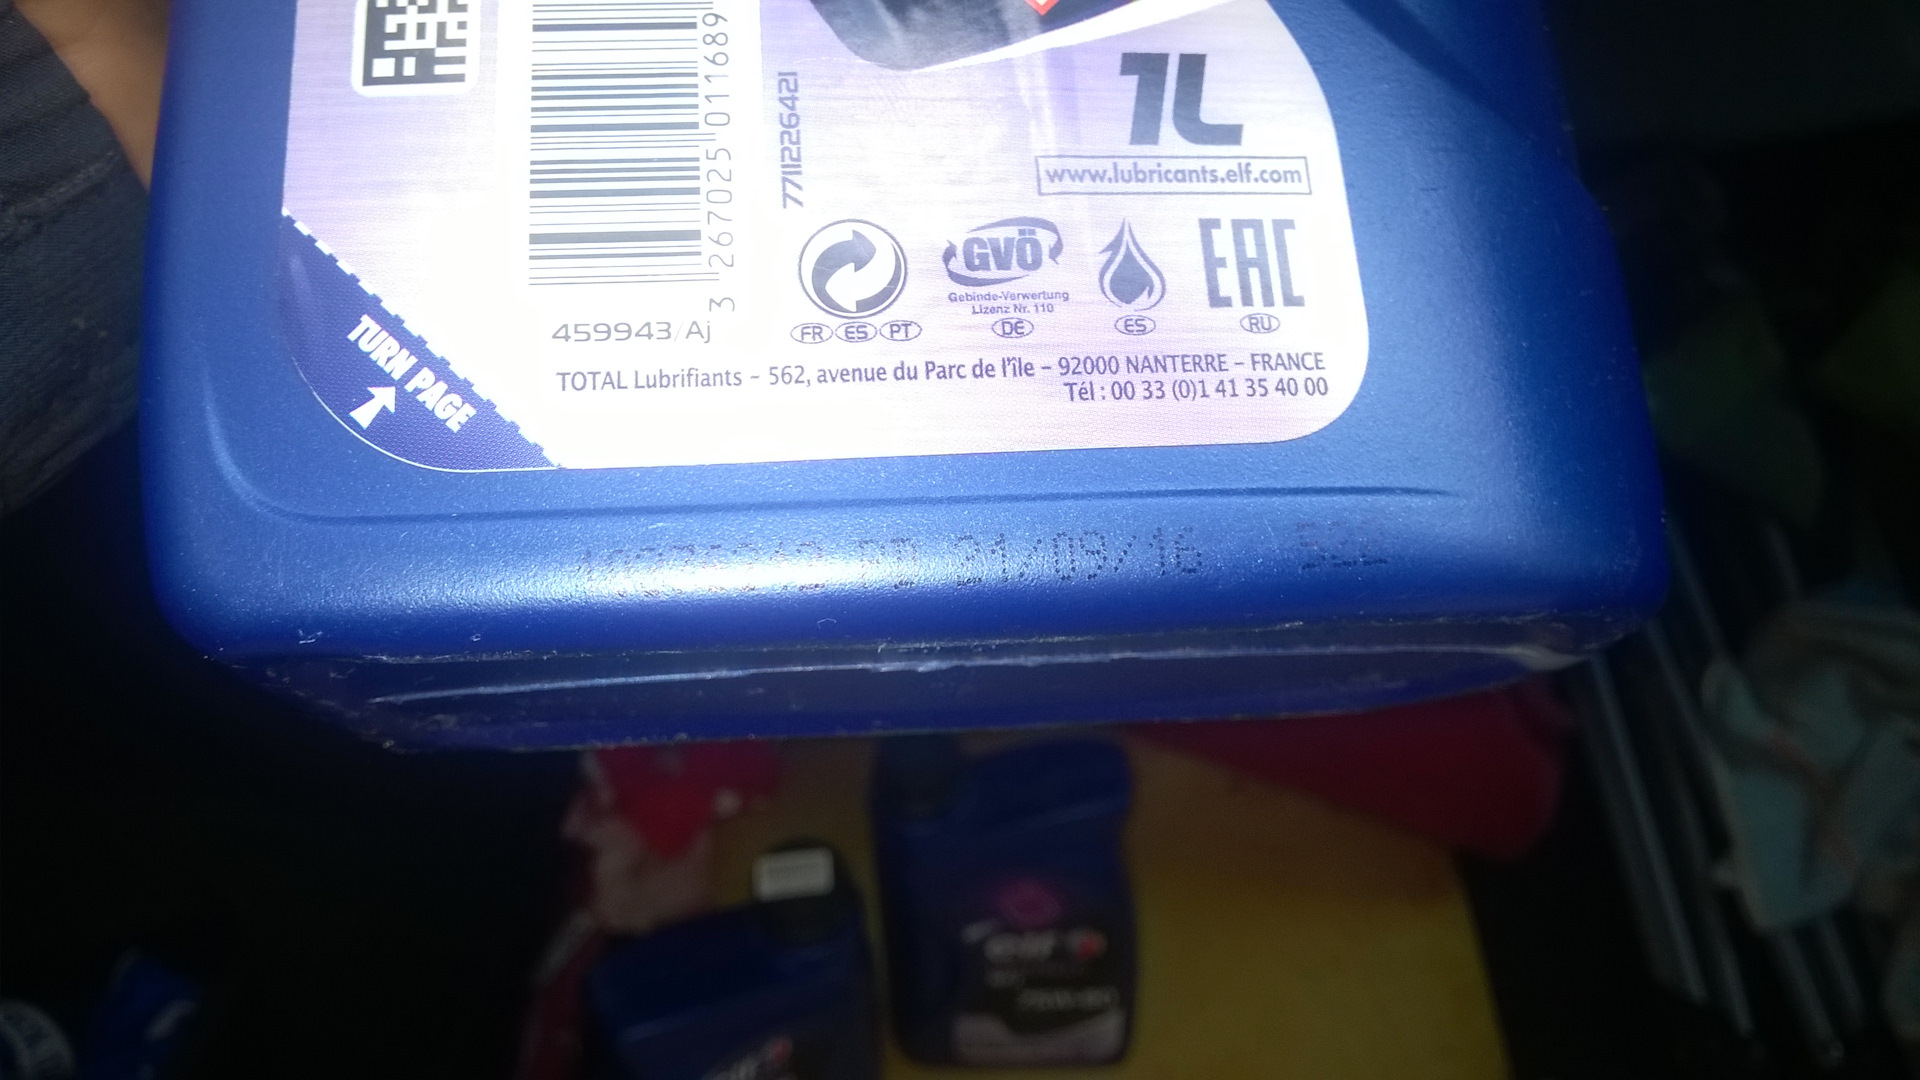 1L
www.lubricants.elf.com
3 267025 011689
7711226421
GVÖ
Gebinde-Verwertung
Lizenz Nr. 110
EAC
FR ES PT DE ES RU
459943/Aj
TOTAL Lubrifiants – 562, avenue du Parc de l'île – 92000 NANTERRE – FRANCE
Tél : 00 33 (0)1 41 35 40 00
TURN PAGE
21/09/16
elf